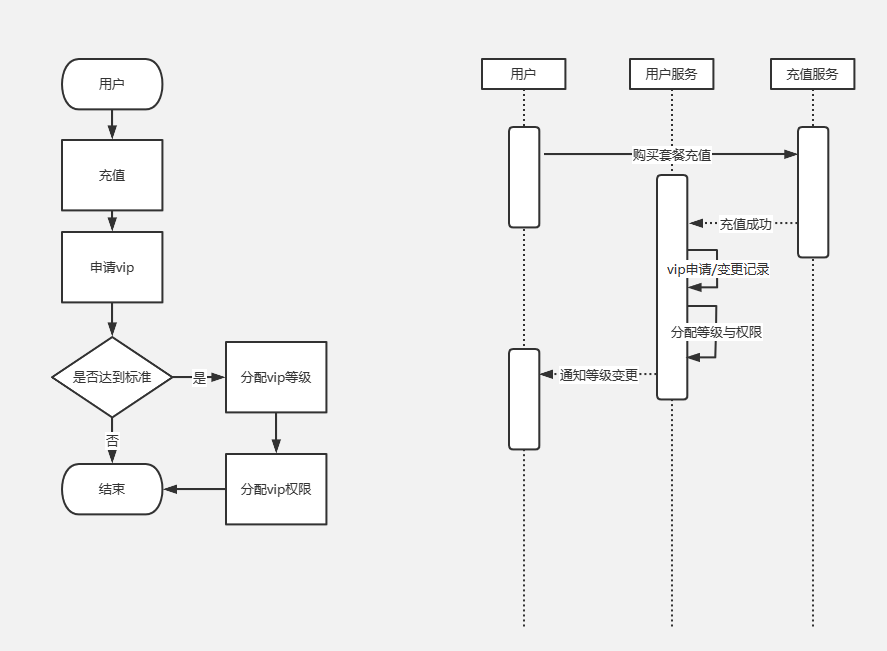 用户
充值
申请vip
是否达到标准
是
分配vip等级
否
结束
分配vip权限
用户
用户服务
充值服务
购买套餐充值
充值成功
vip申请/变更记录
分配等级与权限
通知等级变更